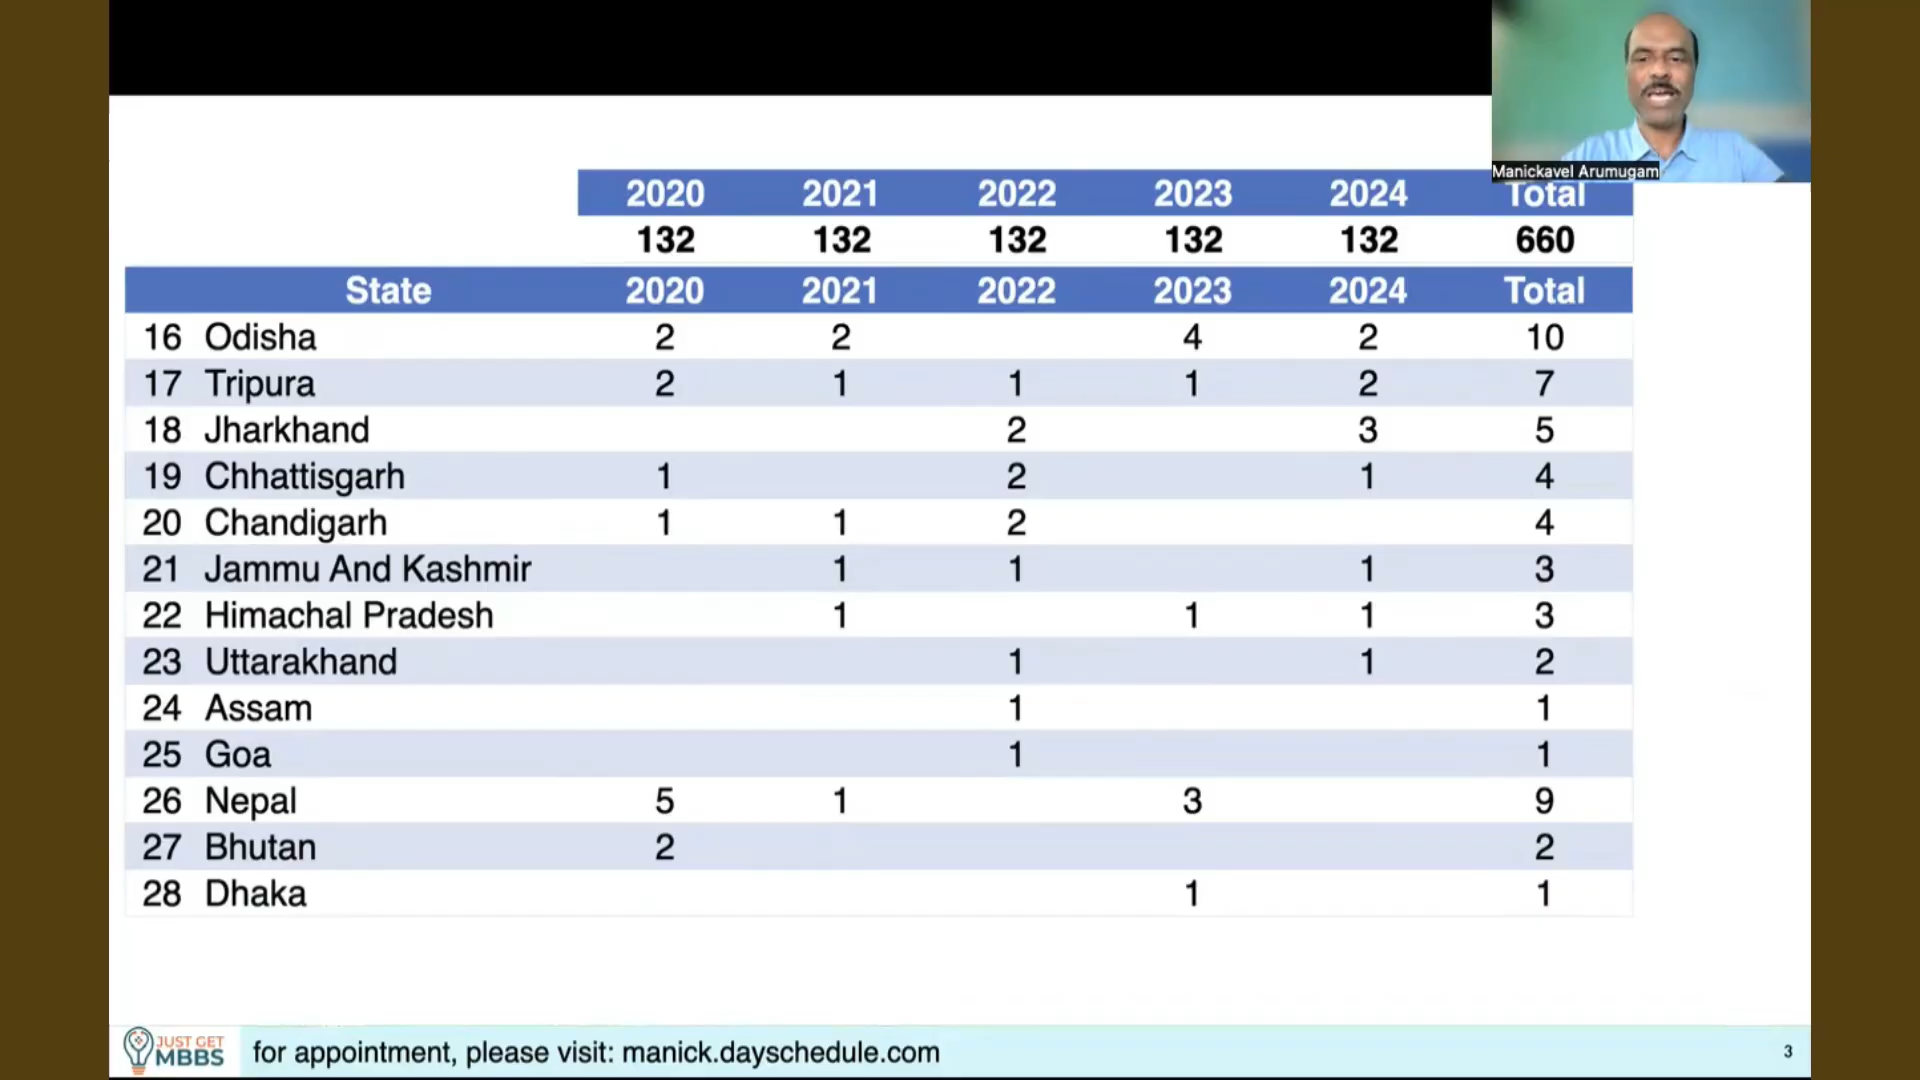 Manickavel Arumugam
2020 2021 2022 2023 2024 Total
132 132 132 132 132 660
State 2020 2021 2022 2023 2024 Total
16 Odisha 2 2 4 2 10
17 Tripura 2 1 1 1 2 7
18 Jharkhand 2 3 5
19 Chhattisgarh 1 2 1 4
20 Chandigarh 1 1 2 4
21 Jammu And Kashmir 1 1 1 3
22 Himachal Pradesh 1 1 1 3
23 Uttarakhand 1 1 2
24 Assam 1 1
25 Goa 1 1
26 Nepal 5 1 3 9
27 Bhutan 2 2
28 Dhaka 1 1
JUST GET
MBBS
for appointment, please visit: manick.dayschedule.com
3